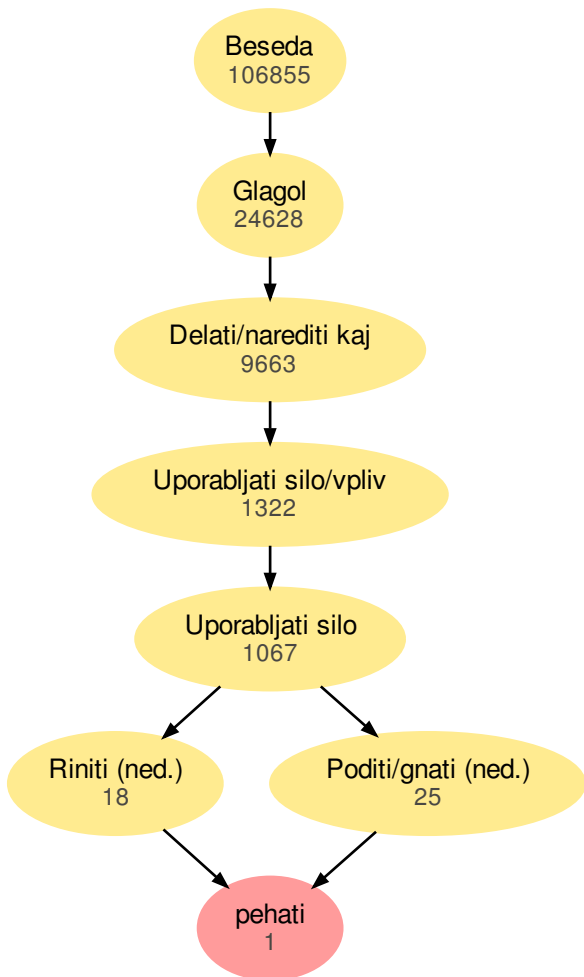 Beseda
106855
Glagol
24628
Delati/narediti kaj
9663
Uporabljati silo/vpliv
1322
Uporabljati silo
1067
Riniti (ned.)
18
Poditi/gnati (ned.)
25
pehati
1